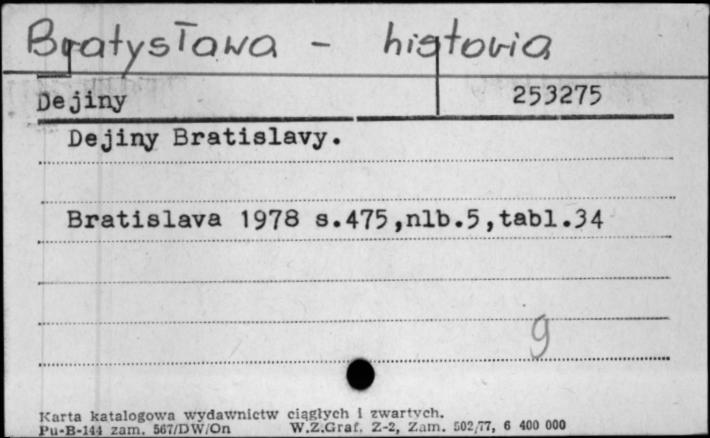 Bratysława - historia
Dejiny 253275
Dejiny Bratislavy.
Bratislava 1978 s.475,nlb.5,tabl.34
9
Karta katalogowa wydawnictw ciągłych i zwartych.
Pu-B-144 zam. 567/DW/On W.Z.Graf. Z-2, Zam. 502/77, 6 400 000